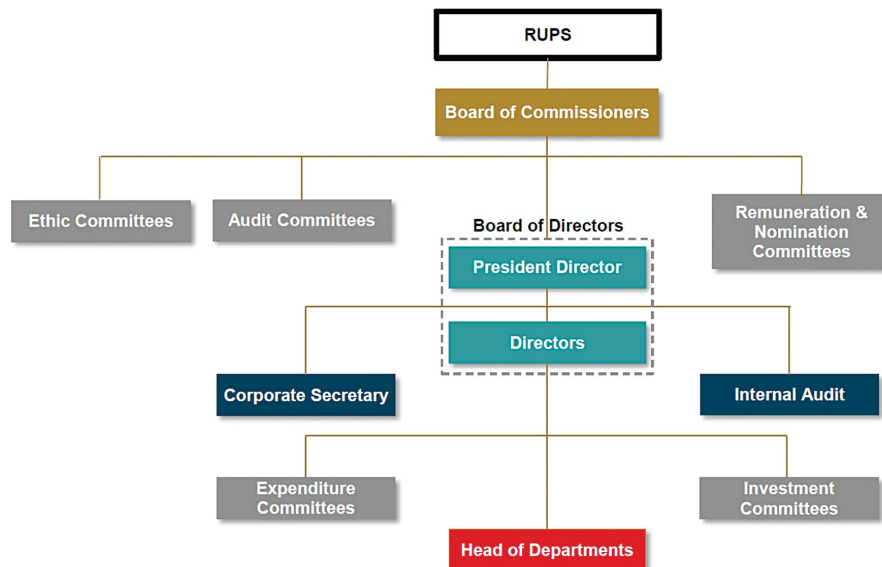 RUPS
Board of Commissioners
Ethic Committees
Audit Committees
Remuneration &
Nomination
Committees
Board of Directors
President Director
Directors
Corporate Secretary
Internal Audit
Expenditure
Committees
Investment
Committees
Head of Departments